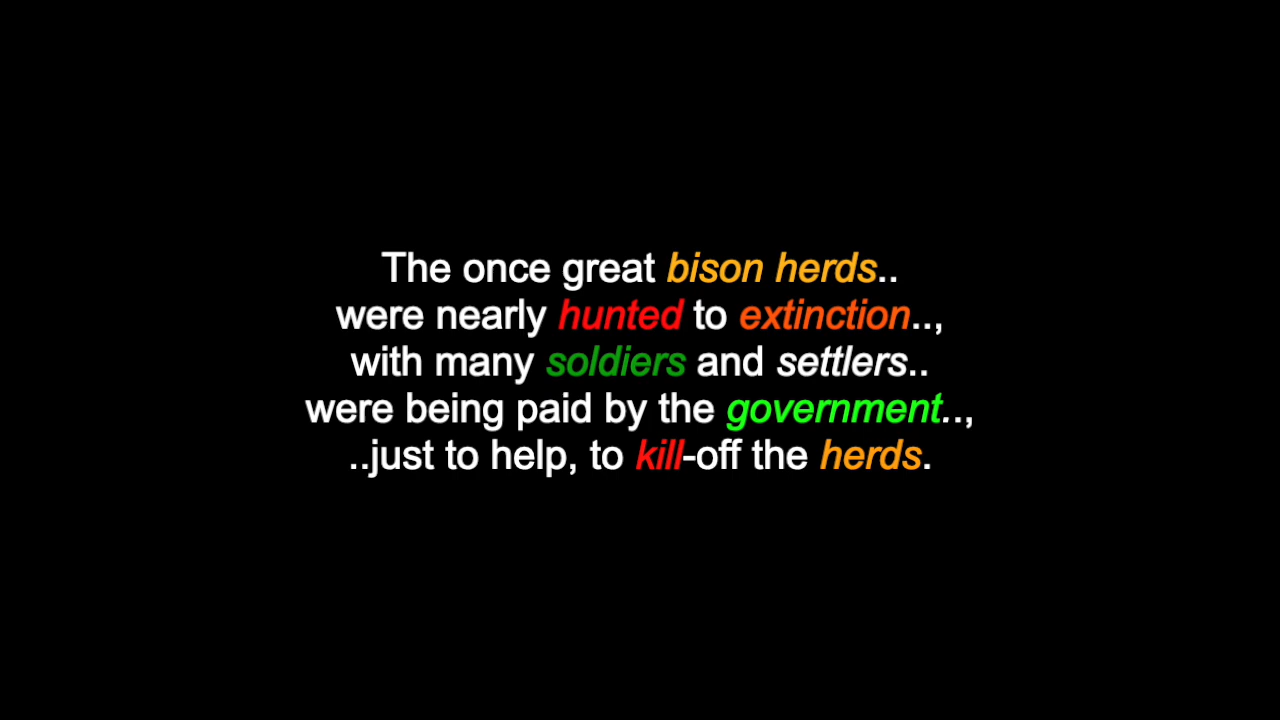 The once great bison herds..
were nearly hunted to extinction..,
with many soldiers and settlers..
were being paid by the government..,
..just to help, to kill-off the herds.